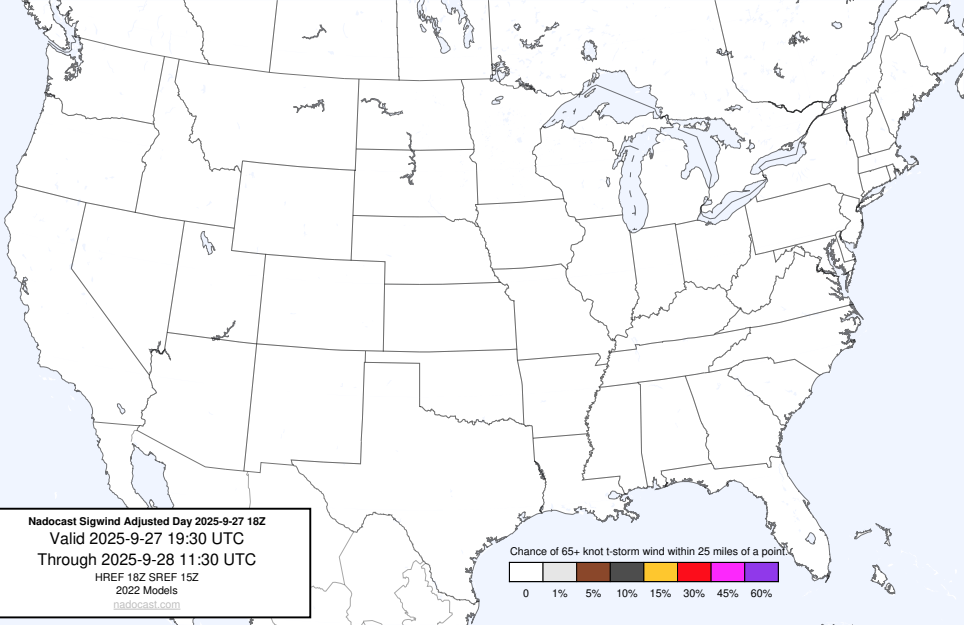 Nadocast Sigwind Adjusted Day 2025-9-27 18Z
Valid 2025-9-27 19:30 UTC
Through 2025-9-28 11:30 UTC
HREF 18Z SREF 15Z
2022 Models
nadocast.com
Chance of 65+ knot t-storm wind within 25 miles of a point.
0 1% 5% 10% 15% 30% 45% 60%